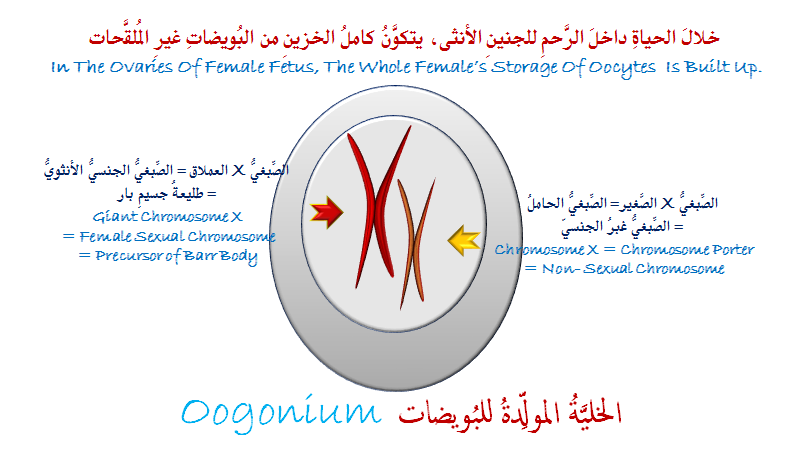 خلالَ الحياةِ داخلَ الرَّحمِ للجنينِ الأنثى، يتكوَّنُ كاملُ الخزينِ من البُويضاتِ غيرِ المُلقَّحات
In The Ovaries Of Female Fetus, The Whole Female's Storage Of Oocytes Is Built Up.
الصِّبغيُّ X العملاق = الصِّبغيُّ الجنسيُّ الأنثويُّ
= طليعةُ جسيمِ بار
Giant Chromosome X
= Female Sexual Chromosome
= Precursor of Barr Body
الصِّبغيُّ X الصَّغير= الصِّبغيُّ الحاملُ
= الصِّبغيُّ غيرُ الجنسيّ
Chromosome X = Chromosome Porter
= Non- Sexual Chromosome
الخليَّةُ المولِّدةُ للبُويضات Oogonium